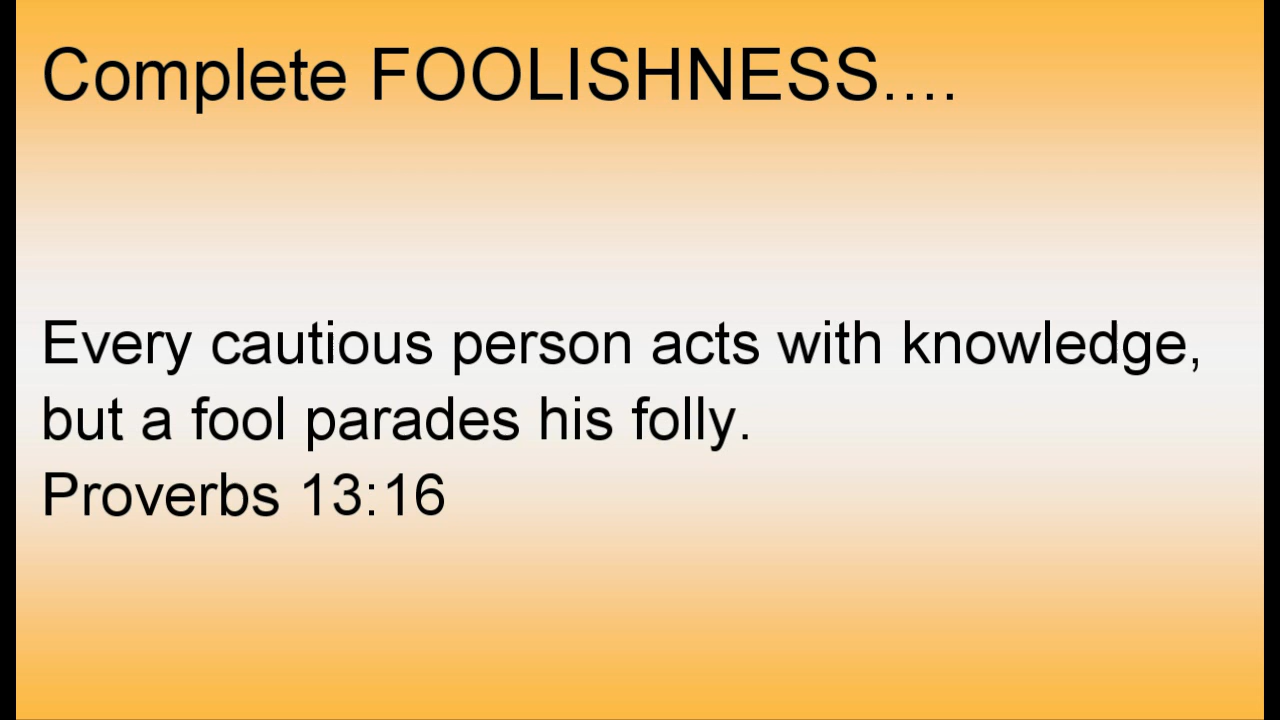 Complete FOOLISHNESS....
Every cautious person acts with knowledge,
but a fool parades his folly.
Proverbs 13:16